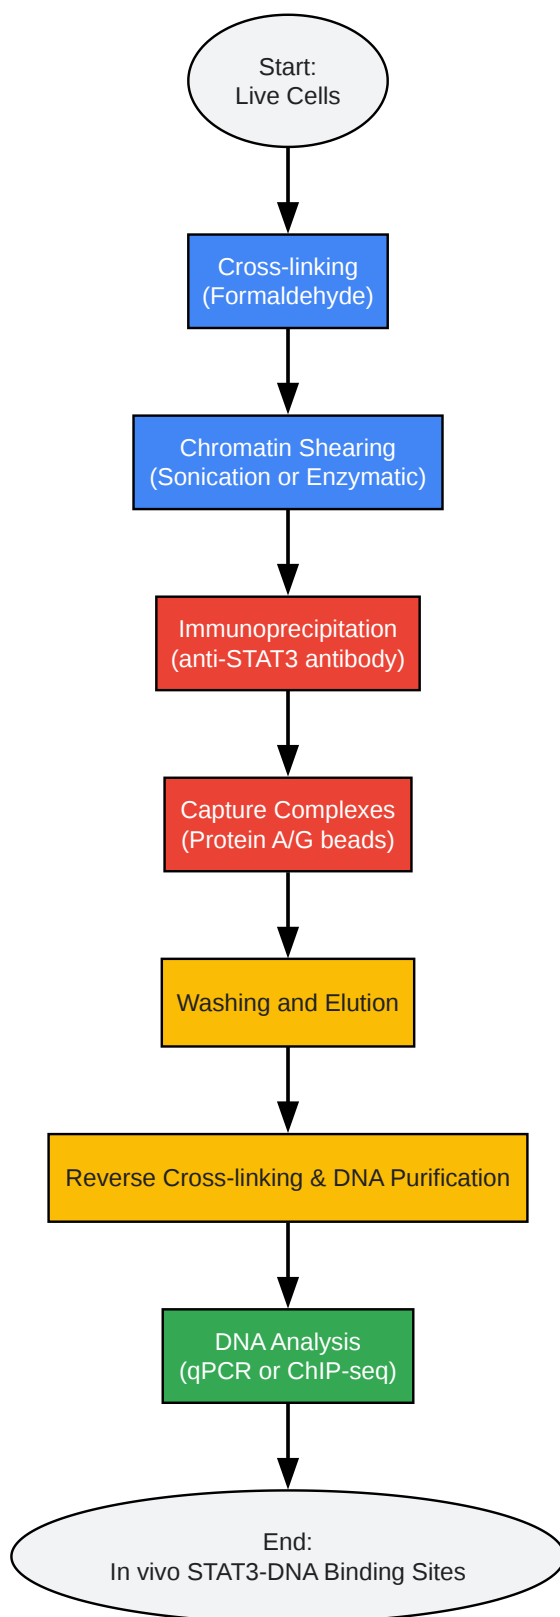 Start:
Live Cells
Cross-linking
(Formaldehyde)
Chromatin Shearing
(Sonication or Enzymatic)
Immunoprecipitation
(anti-STAT3 antibody)
Capture Complexes
(Protein A/G beads)
Washing and Elution
Reverse Cross-linking & DNA Purification
DNA Analysis
(qPCR or ChIP-seq)
End:
In vivo STAT3-DNA Binding Sites